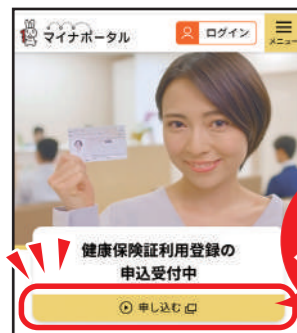 マイナポータル
ログイン
メニュー
健康保険証利用登録の
申込受付中
申し込む